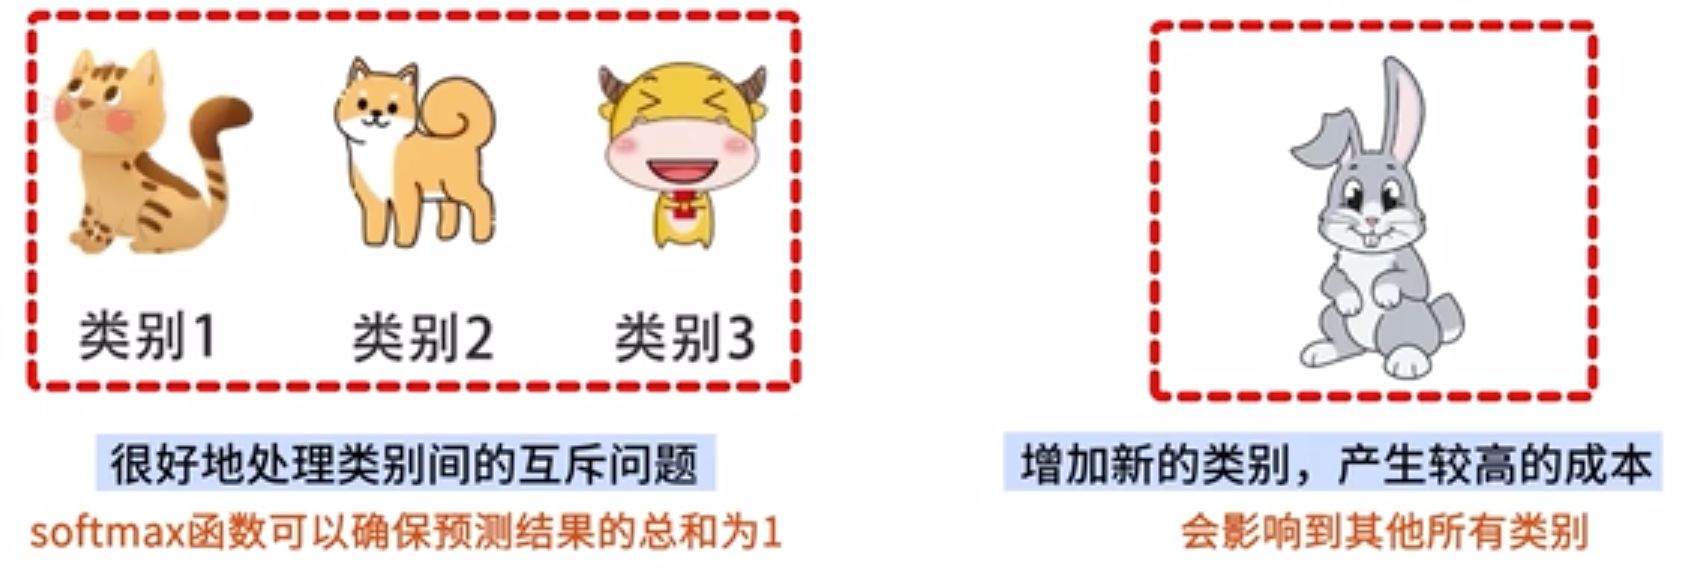 类别1
类别2
类别3
很好地处理类别间的互斥问题
softmax函数可以确保预测结果的总和为1
增加新的类别，产生较高的成本
会影响到其他所有类别